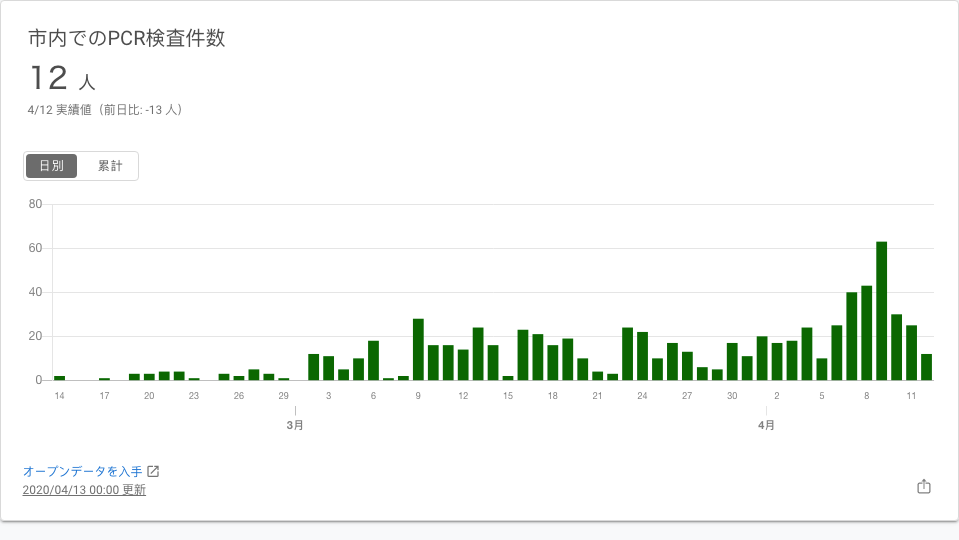 市内でのPCR検査件数
12 人
4/12 実績値（前日比: -13 人）
日別 累計
80
60
40
20
0
14 17 20 23 26 29 3 6 9 12 15 18 21 24 27 30 2 5 8 11
3月 4月
オープンデータを入手
2020/04/13 00:00 更新